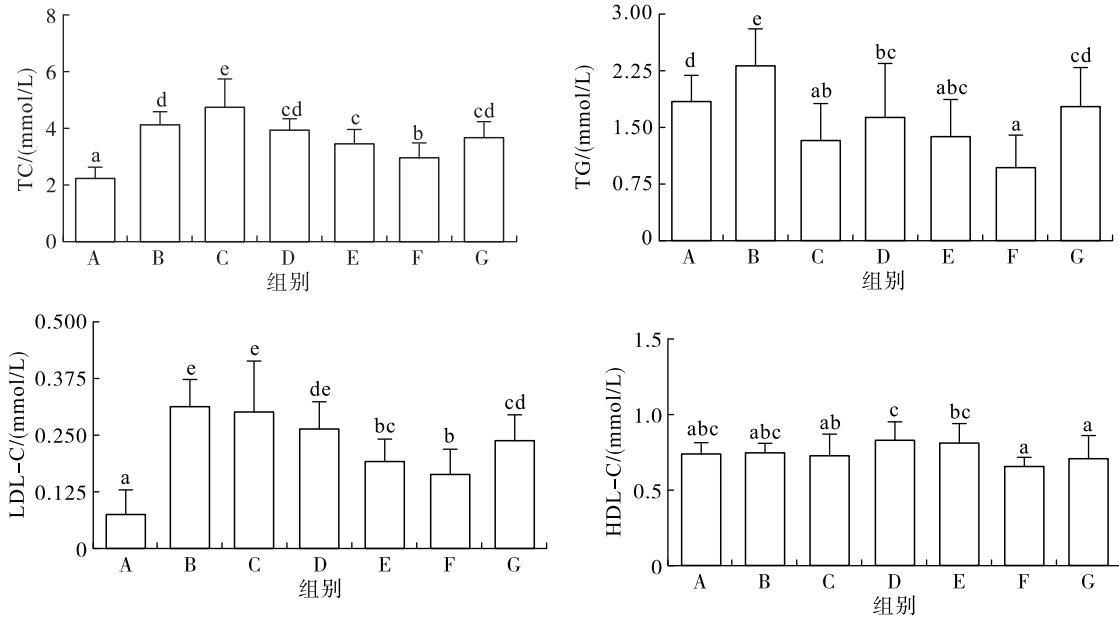 8
6
4
2
0
TC/(mmol/L)
a
d
e
cd
c
b
cd
A B C D E F G
组别
3.00
2.25
1.50
0.75
0
TG/(mmol/L)
d
e
ab
bc
abc
a
cd
A B C D E F G
组别
0.500
0.375
0.250
0.125
0
LDL-C/(mmol/L)
a
e
e
de
bc
b
cd
A B C D E F G
组别
1.5
1.0
0.5
0
HDL-C/(mmol/L)
abc
abc
ab
c
bc
a
a
A B C D E F G
组别